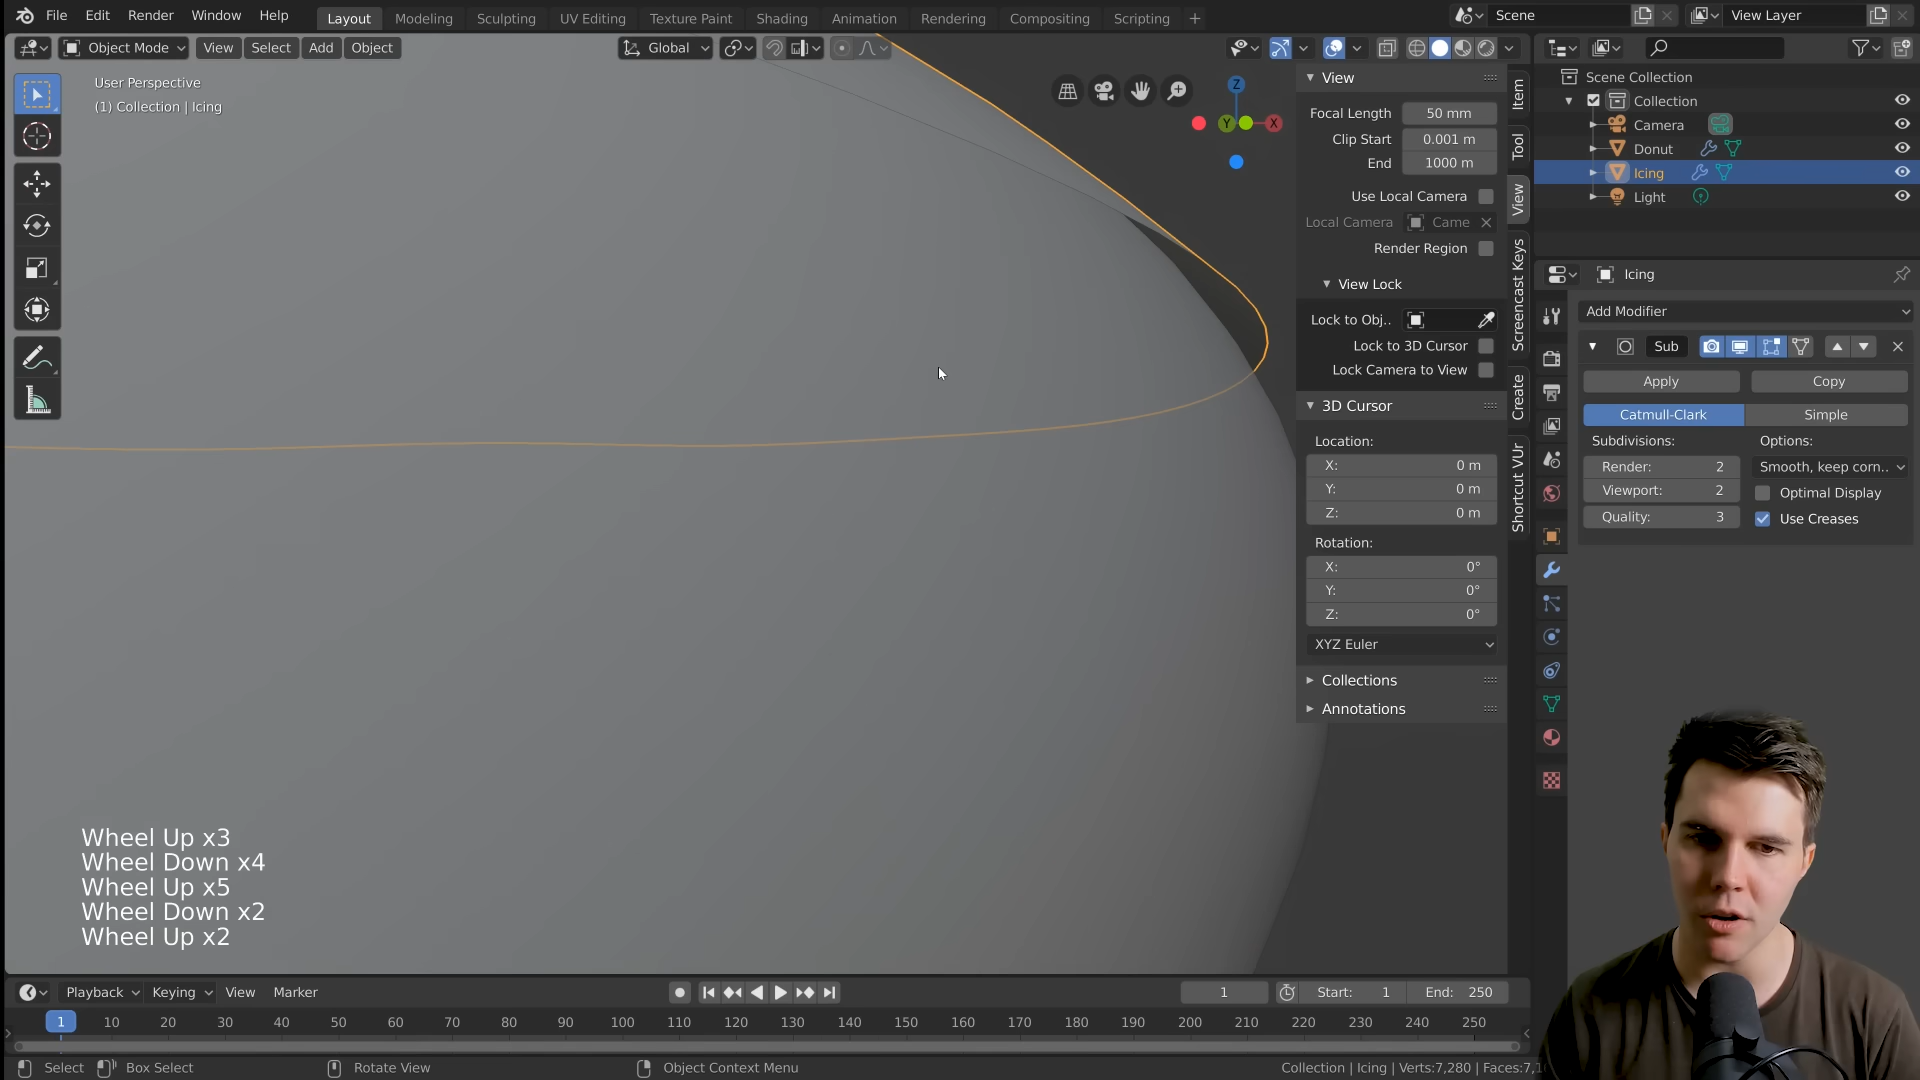 File Edit Render Window Help Layout Modeling Sculpting UV Editing Texture Paint Shading Animation Rendering Compositing Scripting + Scene View Layer
Object Mode View Select Add Object Global
User Perspective
(1) Collection | Icing
Z
Y
X
View
Focal Length 50 mm
Clip Start 0.001 m
End 1000 m
Use Local Camera
Local Camera Came
Render Region
View Lock
Lock to Obj..
Lock to 3D Cursor
Lock Camera to View
3D Cursor
Location:
X: 0 m
Y: 0 m
Z: 0 m
Rotation:
X: 0°
Y: 0°
Z: 0°
XYZ Euler
Collections
Annotations
Item
Tool
View
Screencast Keys
Create
Shortcut VUr
Scene Collection
Collection
Camera
Donut
Icing
Light
Icing
Add Modifier
Sub
Apply Copy
Catmull-Clark Simple
Subdivisions: Options:
Render: 2 Smooth, keep corn..
Viewport: 2 Optimal Display
Quality: 3 Use Creases
Wheel Up x3
Wheel Down x4
Wheel Up x5
Wheel Down x2
Wheel Up x2
Playback Keying View Marker 1 Start: 1 End: 250
1 10 20 30 40 50 60 70 80 90 100 110 120 130 140 150 160 170 180 190 200 210 220 230 240 250
Select Box Select Rotate View Object Context Menu Collection | Icing | Verts:7,280 | Faces:7,1